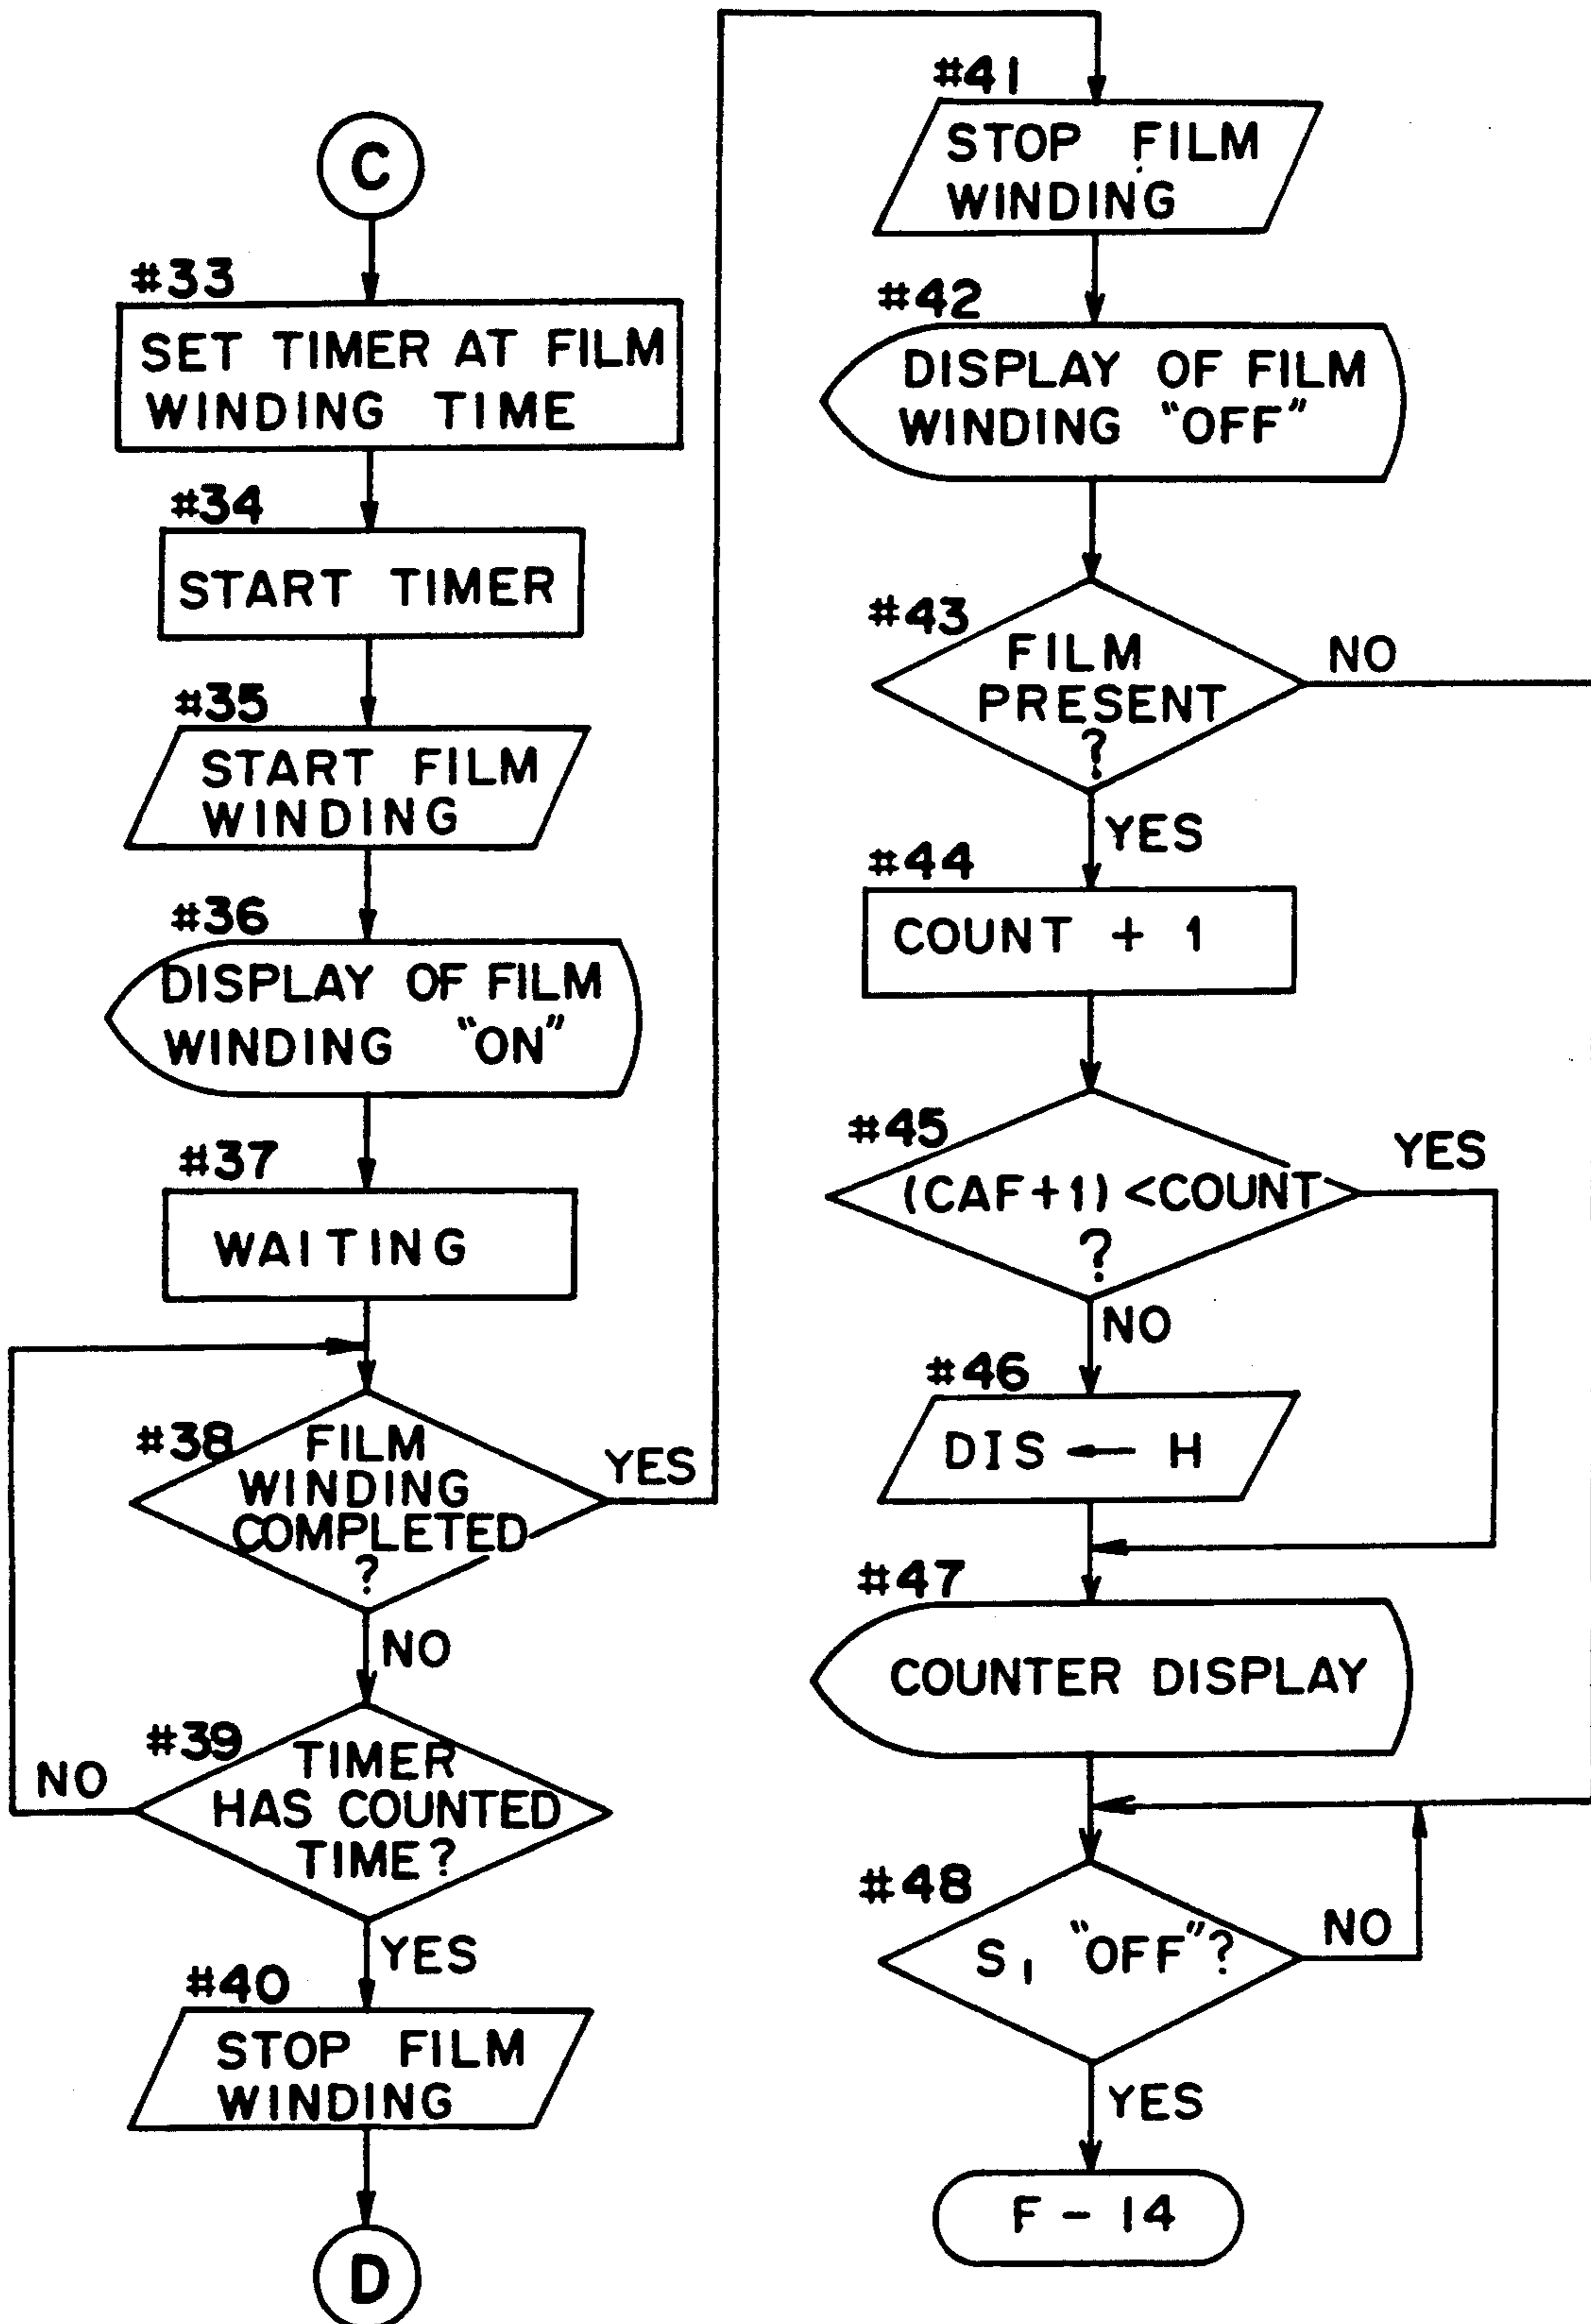 C
#33
SET TIMER AT FILM
WINDING TIME
#34
START TIMER
#35
START FILM
WINDING
#36
DISPLAY OF FILM
WINDING "ON"
#37
WAITING
#38
FILM
WINDING
COMPLETED
?
YES
NO
#39
TIMER
HAS COUNTED
TIME?
NO
YES
#40
STOP FILM
WINDING
D
#41
STOP FILM
WINDING
#42
DISPLAY OF FILM
WINDING "OFF"
#43
FILM
PRESENT
?
NO
YES
#44
COUNT + 1
#45
(CAF+1) <COUNT
?
YES
NO
#46
DIS ← H
#47
COUNTER DISPLAY
#48
S₁ "OFF"?
NO
YES
F - 14